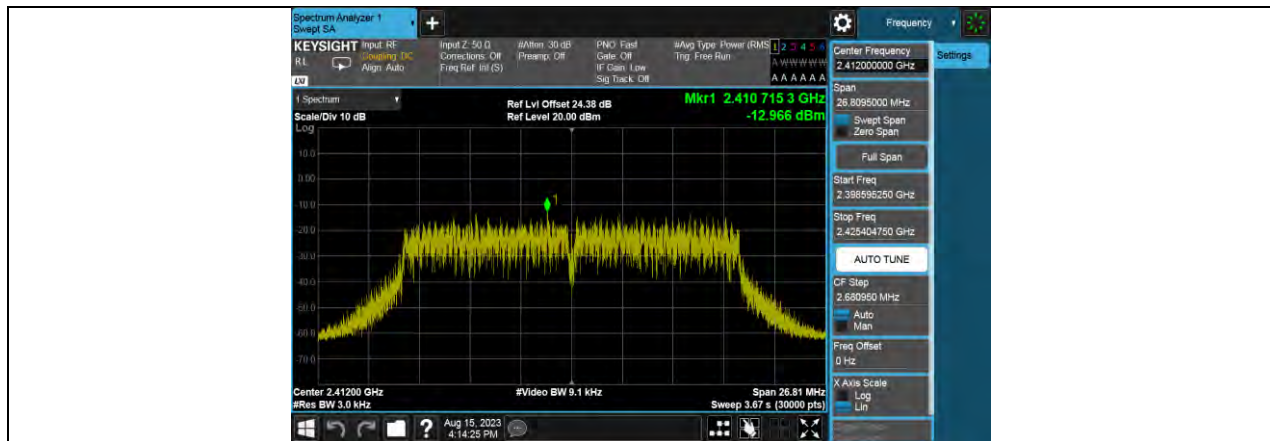 Spectrum Analyzer 1
Swept SA
+
Frequency
KEYSIGHT
RL
LXI
Input: RF
Coupling: DC
Align: Auto
Input Z: 50 Ω
Corrections: Off
Freq Ref: Int (S)
#Atten: 30 dB
Preamp: Off
PNO: Fast
Gate: Off
IF Gain: Low
Sig Track: Off
#Avg Type: Power (RMS
Trig: Free Run
1 2 3 4 5 6
A W W W W W
A A A A A A
1 Spectrum
Scale/Div 10 dB
Log
Ref Lvl Offset 24.38 dB
Ref Level 20.00 dBm
Mkr1 2.410 715 3 GHz
-12.966 dBm
10.0
0.00
-10.0
-20.0
-30.0
-40.0
-50.0
-60.0
-70.0
1
Center 2.41200 GHz
#Res BW 3.0 kHz
#Video BW 9.1 kHz
Span 26.81 MHz
Sweep 3.67 s (30000 pts)
Center Frequency
2.412000000 GHz
Settings
Span
26.8095000 MHz
Swept Span
Zero Span
Full Span
Start Freq
2.398595250 GHz
Stop Freq
2.425404750 GHz
AUTO TUNE
CF Step
2.680950 MHz
Auto
Man
Freq Offset
0 Hz
X Axis Scale
Log
Lin
?
Aug 15, 2023
4:14:25 PM